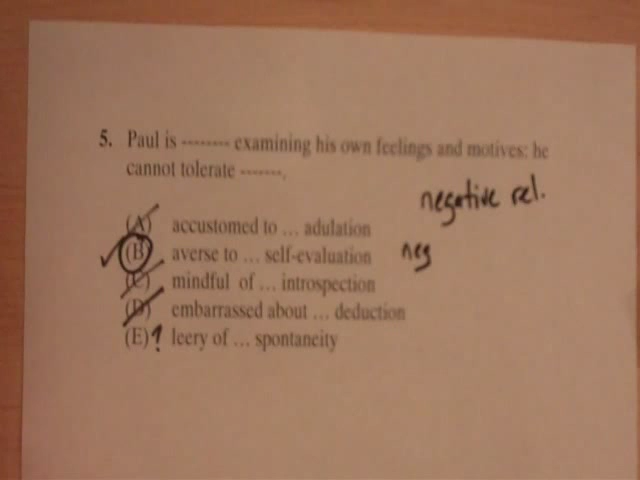 5. Paul is -------- examining his own feelings and motives: he
cannot tolerate -------.
negative rel.
(A) accustomed to ... adulation
✓ (B) averse to ... self-evaluation neg
(C) mindful of ... introspection
(D) embarrassed about ... deduction
(E) ? leery of ... spontaneity